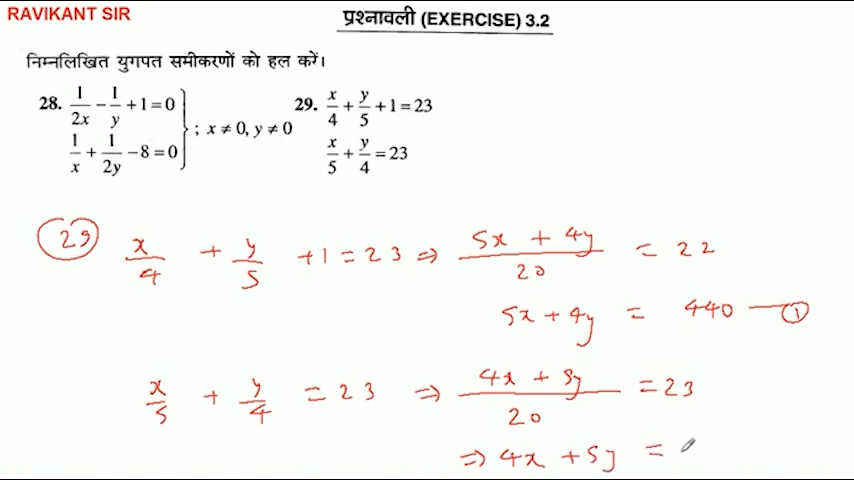 RAVIKANT SIR
प्रश्नावली (EXERCISE) 3.2
निम्नलिखित युगपत समीकरणों को हल करें।
28. 1/2x − 1/y + 1 = 0
1/x + 1/2y − 8 = 0 } ; x ≠ 0, y ≠ 0
29. x/4 + y/5 + 1 = 23
x/5 + y/4 = 23
29 x/4 + y/5 + 1 = 23 ⇒ 5x + 4y/20 = 22
5x + 4y = 440 — 1
x/5 + y/4 = 23 ⇒ 4x + 5y/20 = 23
⇒ 4x + 5y =